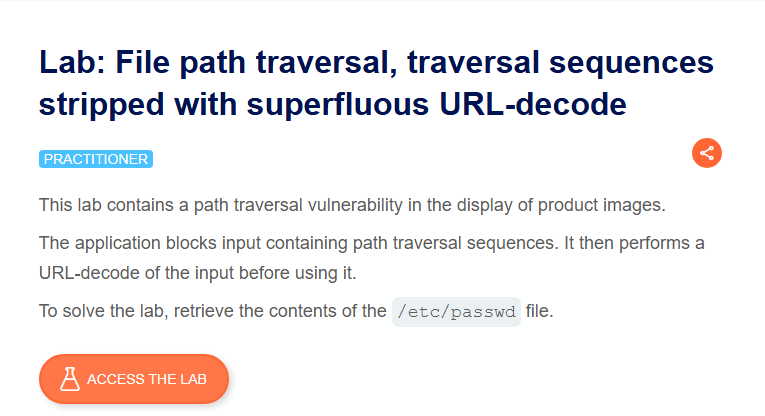 Lab: File path traversal, traversal sequences
stripped with superfluous URL-decode
PRACTITIONER
This lab contains a path traversal vulnerability in the display of product images.
The application blocks input containing path traversal sequences. It then performs a
URL-decode of the input before using it.
To solve the lab, retrieve the contents of the /etc/passwd file.
ACCESS THE LAB